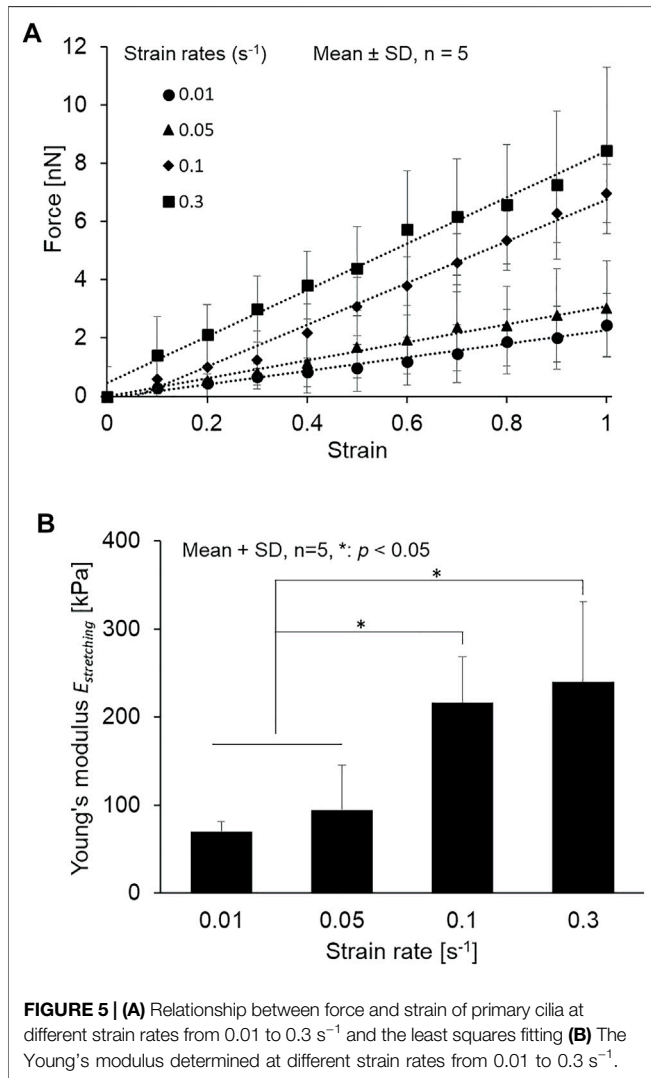 A
Strain rates (s⁻¹)
Mean ± SD, n = 5
0.01
0.05
0.1
0.3
Force [nN]
12
10
8
6
4
2
0
0 0.2 0.4 0.6 0.8 1
Strain
B
Mean + SD, n=5, *: p < 0.05
*
*
Young's modulus Estretching [kPa]
400
300
200
100
0
0.01 0.05 0.1 0.3
Strain rate [s⁻¹]
FIGURE 5 | (A) Relationship between force and strain of primary cilia at
different strain rates from 0.01 to 0.3 s⁻¹ and the least squares fitting (B) The
Young’s modulus determined at different strain rates from 0.01 to 0.3 s⁻¹.